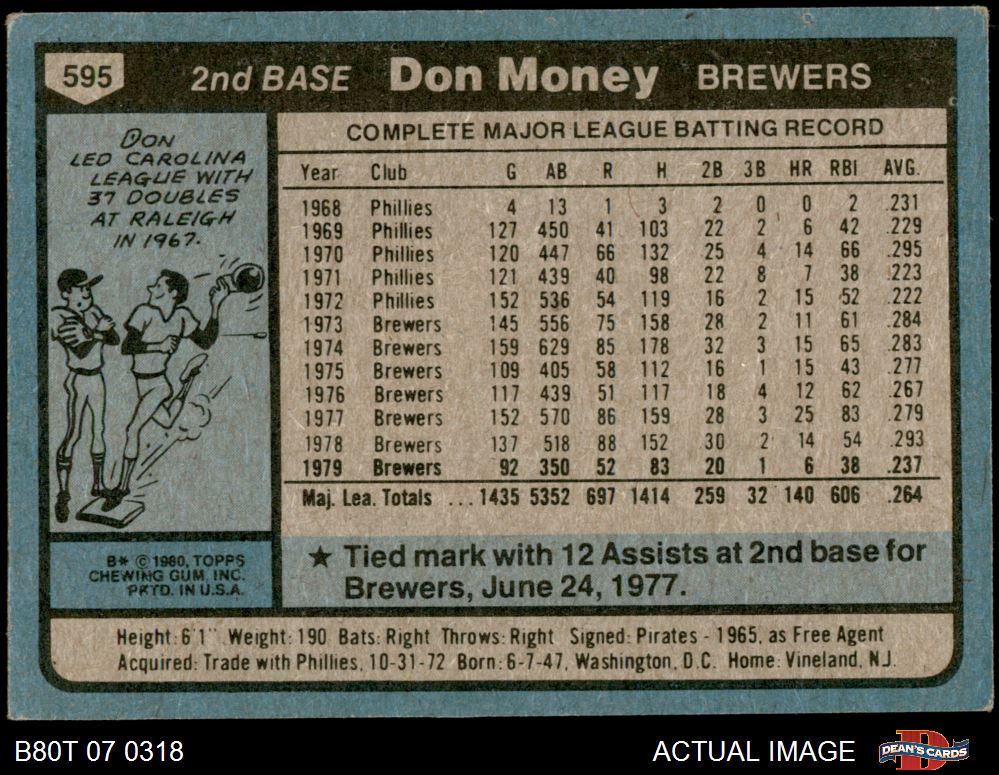 595
2nd BASE Don Money BREWERS
DON
LED CAROLINA
LEAGUE WITH
37 DOUBLES
AT RALEIGH
IN 1967.
B* © 1980, TOPPS
CHEWING GUM, INC.
PRTD. IN U.S.A.
COMPLETE MAJOR LEAGUE BATTING RECORD
Year Club G AB R H 2B 3B HR RBI AVG.
1968 Phillies 4 13 1 3 2 0 0 2 .231
1969 Phillies 127 450 41 103 22 2 6 42 .229
1970 Phillies 120 447 66 132 25 4 14 66 .295
1971 Phillies 121 439 40 98 22 8 7 38 .223
1972 Phillies 152 536 54 119 16 2 15 52 .222
1973 Brewers 145 556 75 158 28 2 11 61 .284
1974 Brewers 159 629 85 178 32 3 15 65 .283
1975 Brewers 109 405 58 112 16 1 15 43 .277
1976 Brewers 117 439 51 117 18 4 12 62 .267
1977 Brewers 152 570 86 159 28 3 25 83 .279
1978 Brewers 137 518 88 152 30 2 14 54 .293
1979 Brewers 92 350 52 83 20 1 6 38 .237
Maj. Lea. Totals ... 1435 5352 697 1414 259 32 140 606 .264
★ Tied mark with 12 Assists at 2nd base for
Brewers, June 24, 1977.
Height: 6'1" Weight: 190 Bats: Right Throws: Right Signed: Pirates - 1965, as Free Agent
Acquired: Trade with Phillies, 10-31-72 Born: 6-7-47, Washington, D.C. Home: Vineland, N.J.
B80T 07 0318
ACTUAL IMAGE
D
DEAN'S CARDS